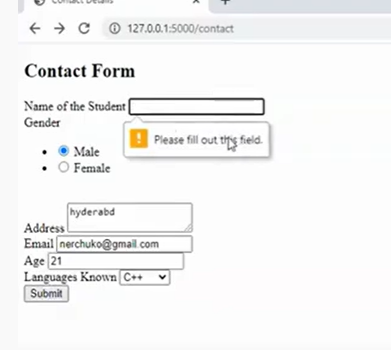 Contact Details
127.0.0.1:5000/contact
Contact Form
Name of the Student
Please fill out this field.
Gender
Male
Female
Address hyderabd
Email nerchuko@gmail.com
Age 21
Languages Known C++
Submit